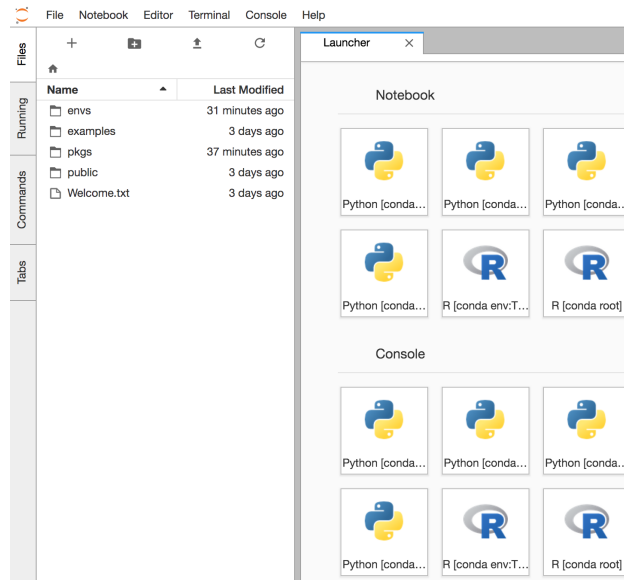 File Notebook Editor Terminal Console Help
Files
Running
Commands
Tabs
Name Last Modified
envs 31 minutes ago
examples 3 days ago
pkgs 37 minutes ago
public 3 days ago
Welcome.txt 3 days ago
Launcher
Notebook
Python [conda... Python [conda... Python [conda...
Python [conda... R [conda env:T... R [conda root]
Console
Python [conda... Python [conda... Python [conda...
Python [conda... R [conda env:T... R [conda root]